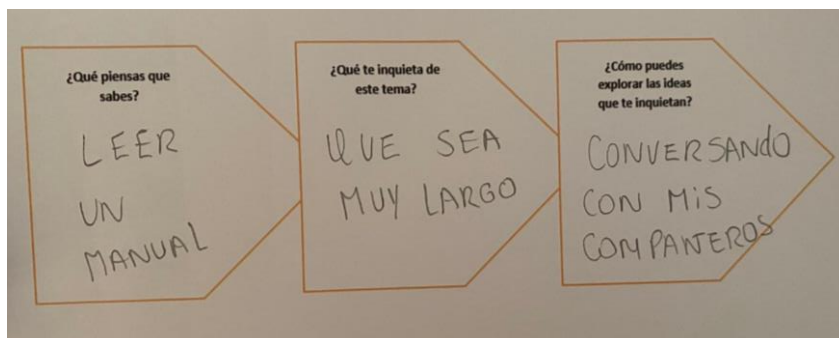 ¿Qué piensas que
sabes?
LEER
UN
MANUAL
¿Qué te inquieta de
este tema?
QUE SEA
MUY LARGO
¿Cómo puedes
explorar las ideas
que te inquietan?
CONVERSANdO
CON MiS
COMPAÑEROS